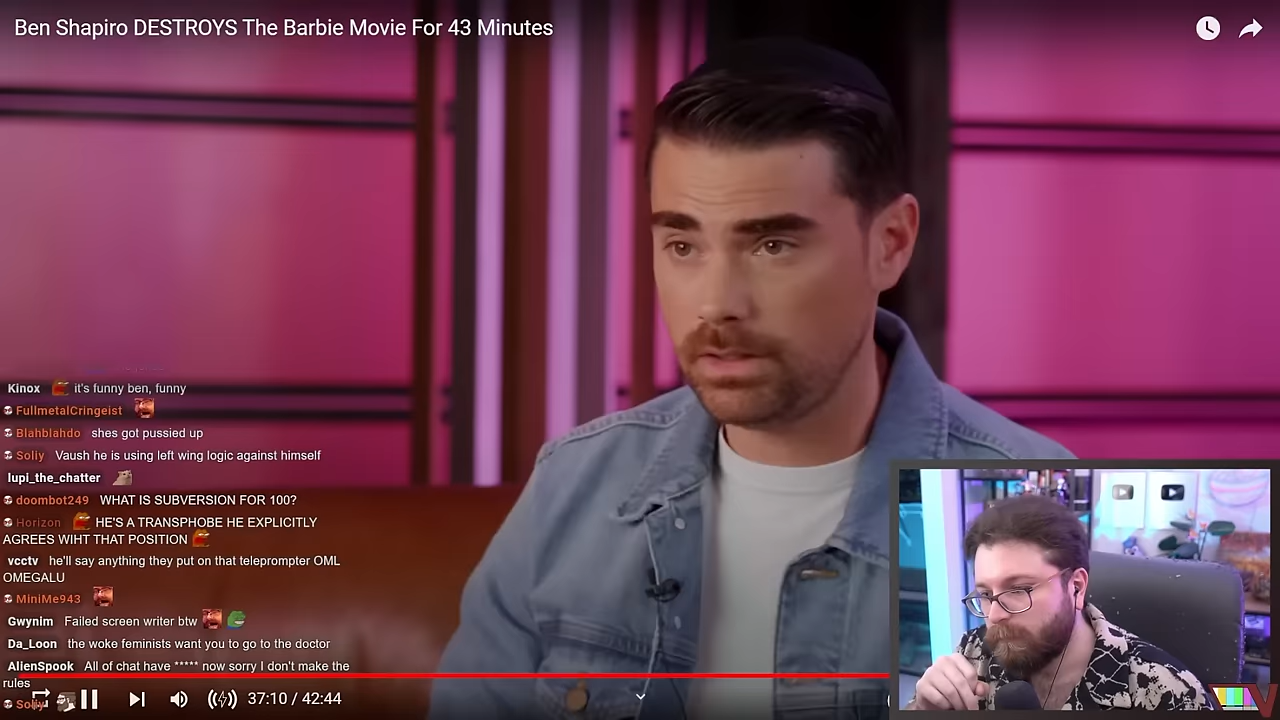 Ben Shapiro DESTROYS The Barbie Movie For 43 Minutes
Kinox it's funny ben, funny
FullmetalCringeist
Blahblahdo shes got pussied up
Soliy Vaush he is using left wing logic against himself
lupi_the_chatter
doombot249 WHAT IS SUBVERSION FOR 100?
Horizon HE'S A TRANSPHOBE HE EXPLICITLY
AGREES WIHT THAT POSITION
vcctv he'll say anything they put on that teleprompter OML
OMEGALU
MiniMe943
Gwynim Failed screen writer btw
Da_Loon the woke feminists want you to go to the doctor
AlienSpook All of chat have ***** now sorry I don't make the
rules
Soliy
37:10 / 42:44
TV